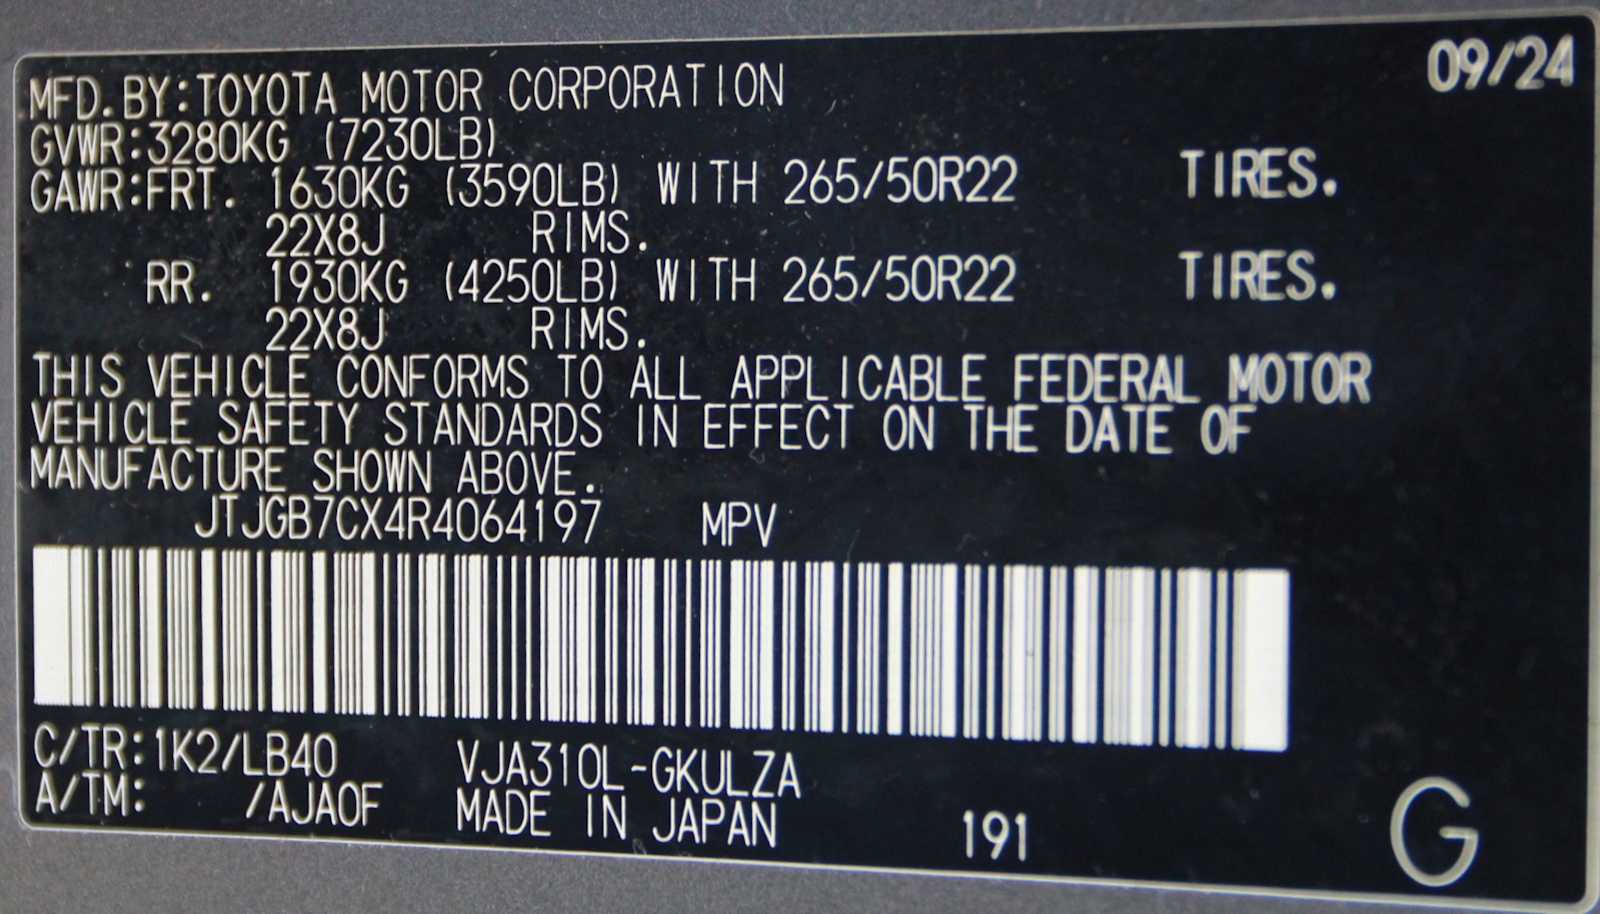 09/24
MFD.BY:TOYOTA MOTOR CORPORATION
GVWR:3280KG (7230LB)
GAWR:FRT. 1630KG (3590LB) WITH 265/50R22 TIRES.
22X8J RIMS.
RR. 1930KG (4250LB) WITH 265/50R22 TIRES.
22X8J RIMS.
THIS VEHICLE CONFORMS TO ALL APPLICABLE FEDERAL MOTOR
VEHICLE SAFETY STANDARDS IN EFFECT ON THE DATE OF
MANUFACTURE SHOWN ABOVE.
JTJGB7CX4R4064197 MPV
C/TR:1K2/LB40 VJA310L-GKULZA
A/TM: /AJA0F MADE IN JAPAN 191 G